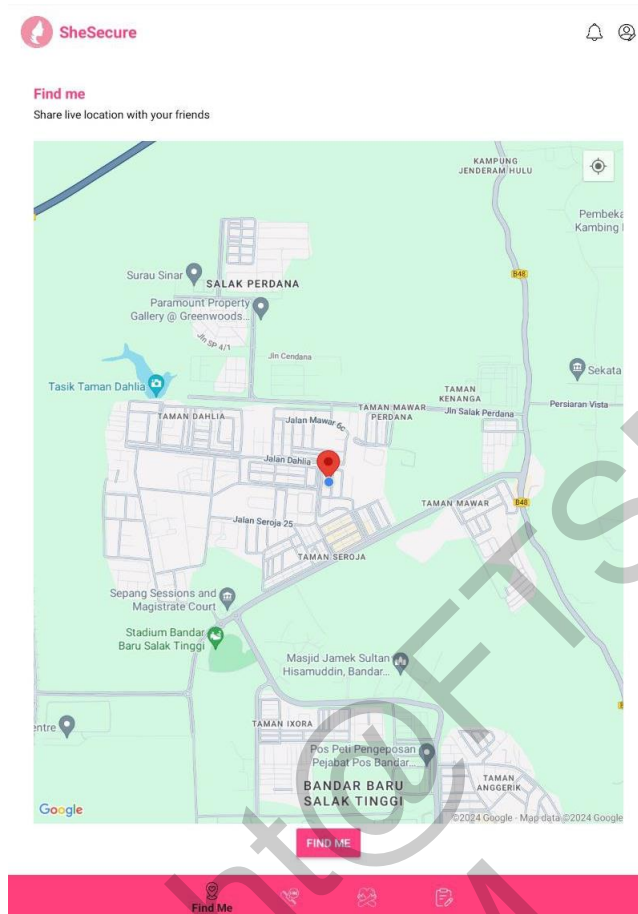 SheSecure
Find me
Share live location with your friends
KAMPUNG
JENDERAM HULU
Pembeka
Kambing
B48
Surau Sinar
SALAK PERDANA
Paramount Property
Gallery @ Greenwoods...
Jln SP 4/1
Jln Cendana
Sekata
Tasik Taman Dahlia
TAMAN
KENANGA
TAMAN DAHLIA
TAMAN MAWAR
PERDANA
Jln Salak Perdana
Persiaran Vista
Jalan Mawar 6c
Jalan Dahlia
TAMAN MAWAR
B48
Jalan Seroja 25
TAMAN SEROJA
Sepang Sessions and
Magistrate Court
Stadium Bandar
Baru Salak Tinggi
Masjid Jamek Sultan
Hisamuddin, Bandar...
entre
TAMAN IXORA
Pos Peti Pengeposan
Pejabat Pos Bandar...
BANDAR BARU
SALAK TINGGI
TAMAN
ANGGERIK
Google
©2024 Google - Map data ©2024 Google
FIND ME
Find Me